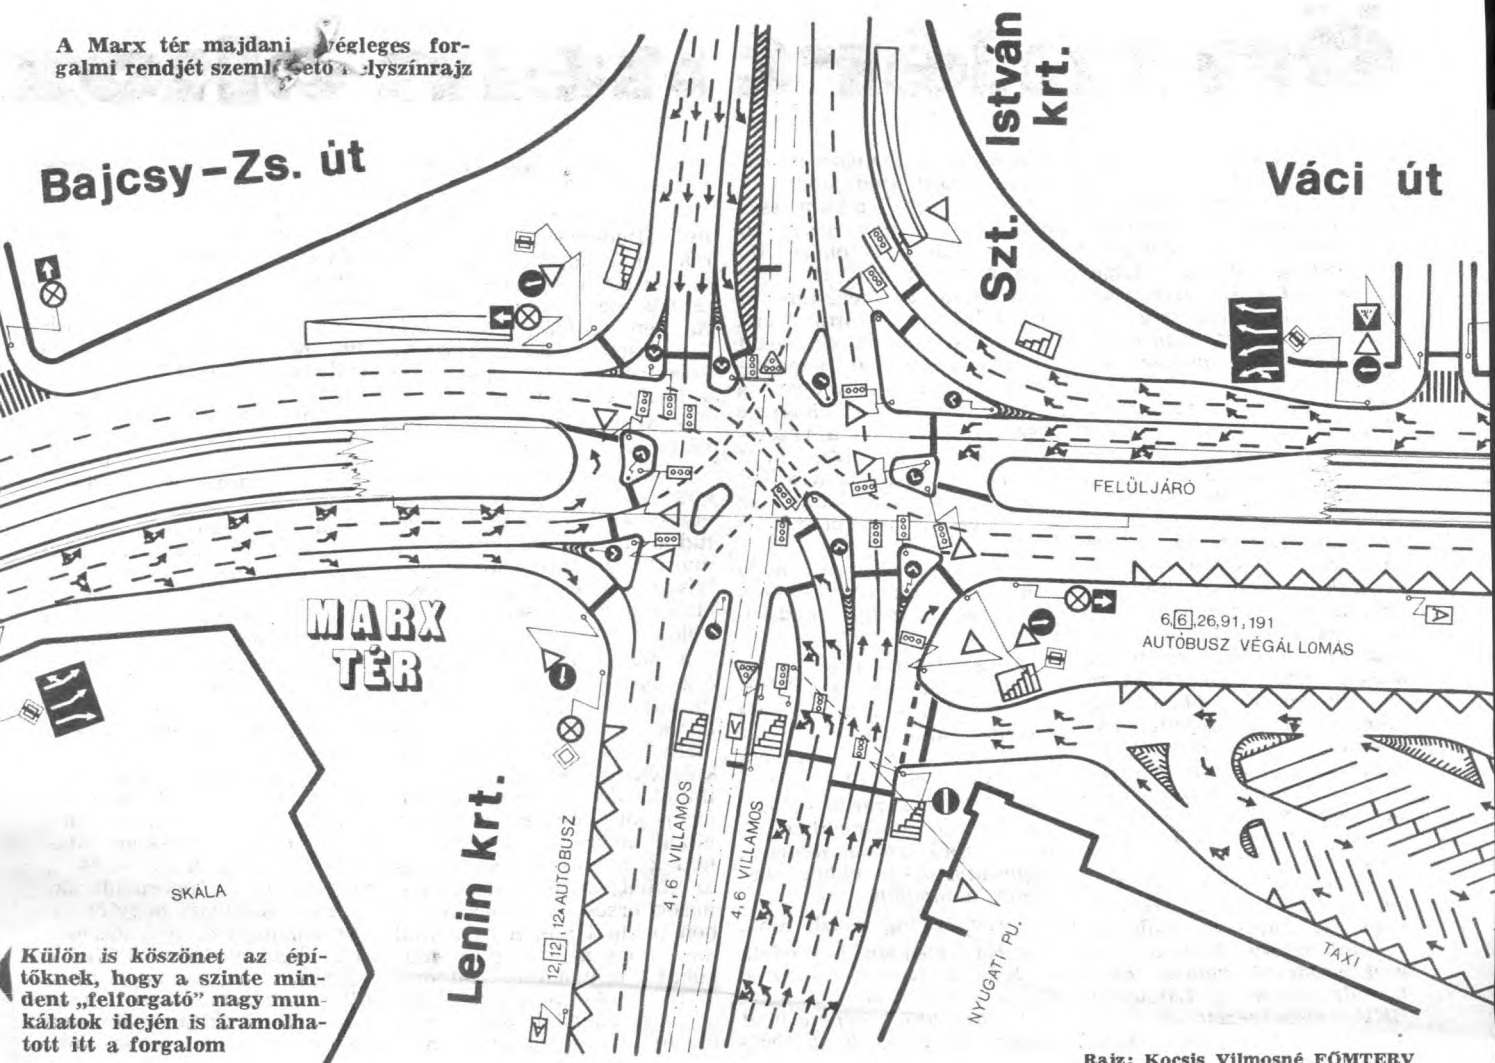 A Marx tér majdani végleges for-
galmi rendjét helyszínrajz
Bajcsy-Zs. út
Szt. István
krt.
Váci út
FELÜLJÁRÓ
6,6,26,91,191
AUTÓBUSZ VÉGÁLLOMÁS
A
MARX
TÉR
SKÁLA
Lenin krt.
12,12,12A AUTÓBUSZ
4,6 VILLAMOS
4,6 VILLAMOS
NYUGATI PU.
TAXI
Külön is köszönet az épí-
tőknek, hogy a szinte min-
dent „felforgató" nagy mun-
kálatok idején is áramolha-
tott itt a forgalom
Rajz: Kocsis Vilmosné FŐMTERV